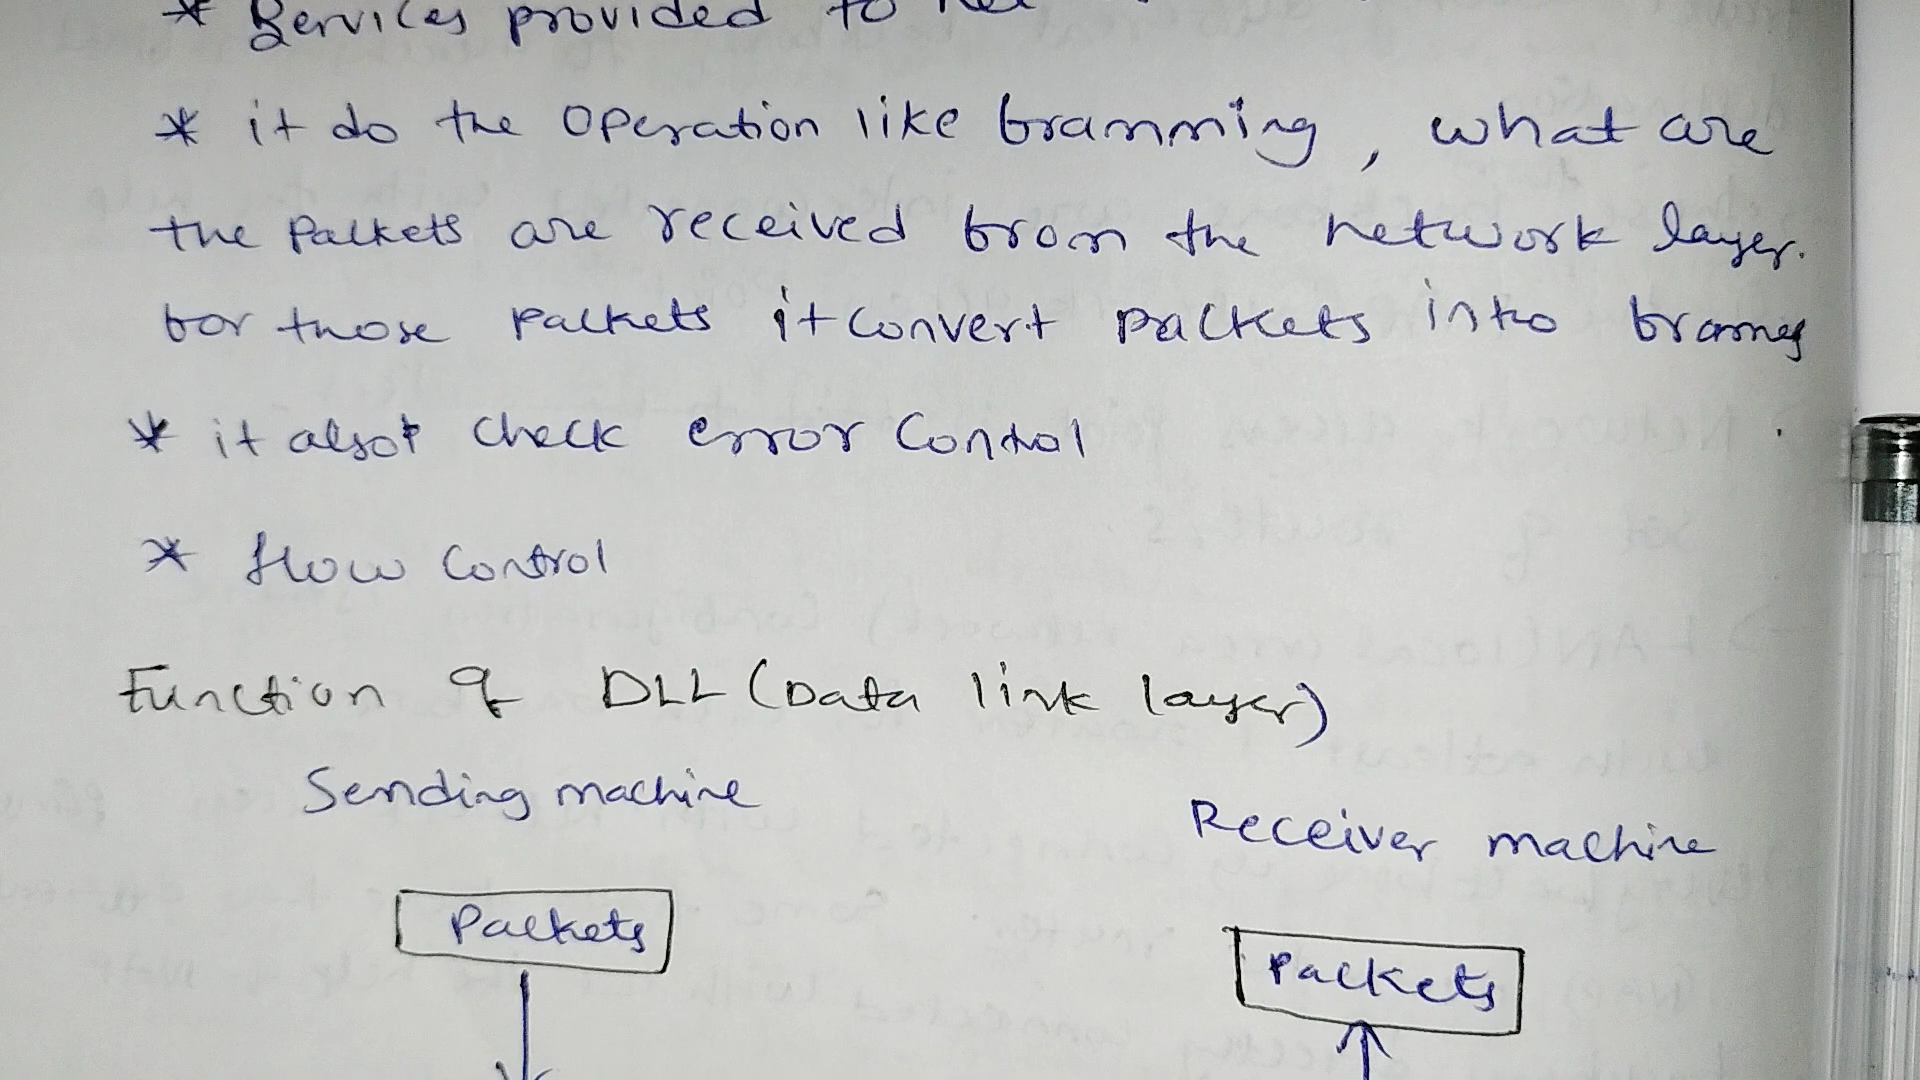 * Services provided to
* it do the operation like framming, what are
the Packets are received from the network layer.
for those packets it convert packets into frames
* it also check error Control
* flow Control
Function of DLL (Data link layer)
Sending machine
Receiver machine
Packets
Packets